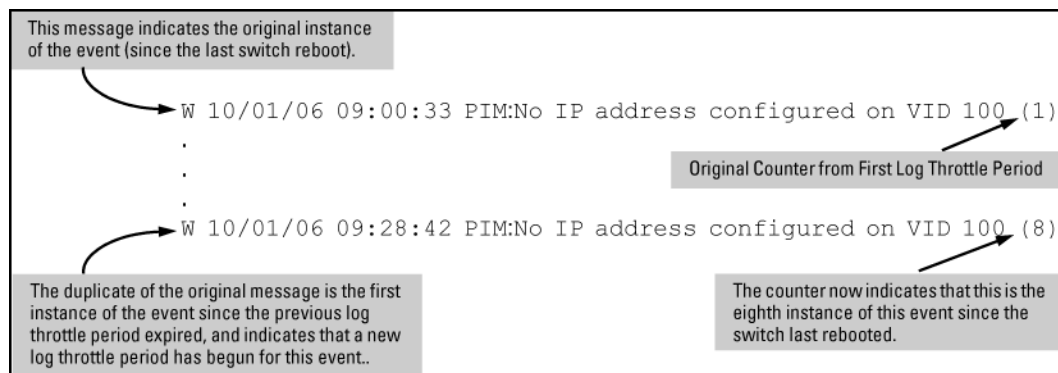 This message indicates the original instance
of the event (since the last switch reboot).
W 10/01/06 09:00:33 PIM:No IP address configured on VID 100 (1)
.
.
.
Original Counter from First Log Throttle Period
W 10/01/06 09:28:42 PIM:No IP address configured on VID 100 (8)
The duplicate of the original message is the first
instance of the event since the previous log
throttle period expired, and indicates that a new
log throttle period has begun for this event..
The counter now indicates that this is the
eighth instance of this event since the
switch last rebooted.